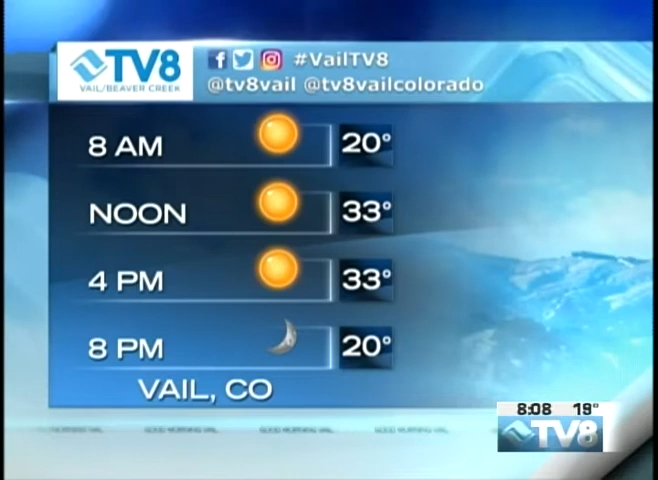 TV8
VAIL/BEAVER CREEK
#VailTV8
@tv8vail @tv8vailcolorado
8 AM 20°
NOON 33°
4 PM 33°
8 PM 20°
VAIL, CO
8:08 19°
TV8